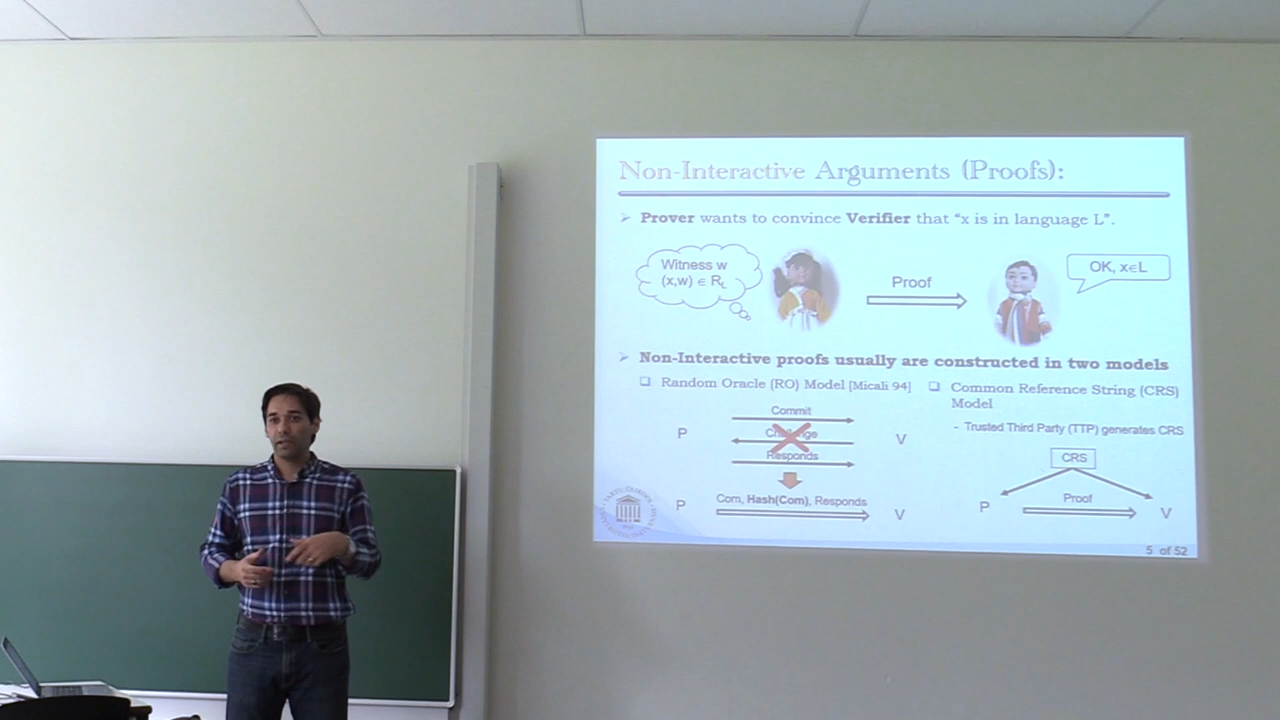 Non-Interactive Arguments (Proofs):
Prover wants to convince Verifier that “x is in language L”.
Witness w
(x,w) ∈ R_L
Proof
OK, x∈L
Non-Interactive proofs usually are constructed in two models
Random Oracle (RO) Model [Micali 94]
Common Reference String (CRS)
Model
- Trusted Third Party (TTP) generates CRS
Commit
P
Challenge
V
Responds
P
Com, Hash(Com), Responds
V
CRS
P
Proof
V
5 of 52